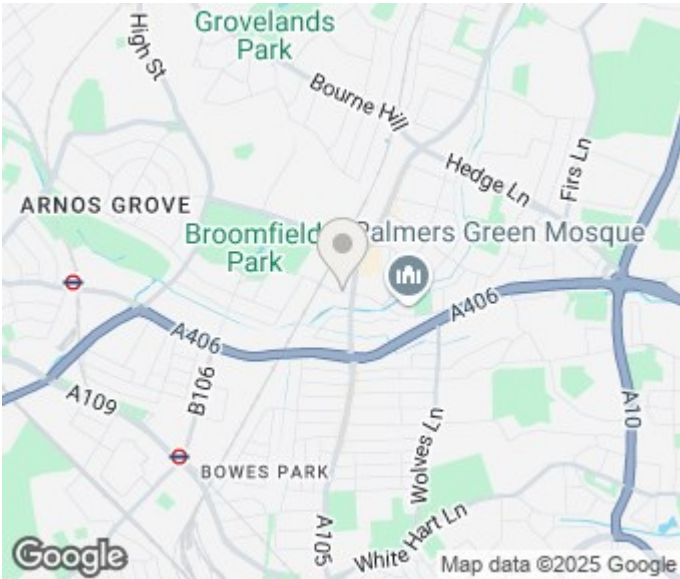 Grovelands
Park
High St
Bourne Hill
Hedge Ln
Firs Ln
ARNOS GROVE
Broomfield
Park
Palmers Green Mosque
A406
A406
A109
B106
A10
Wolves Ln
BOWES PARK
A105
White Hart Ln
Google
Map data ©2025 Google